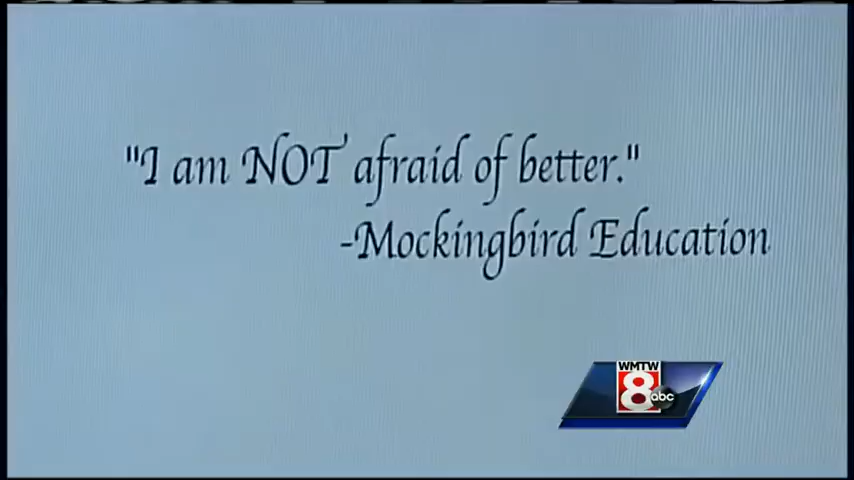 "I am NOT afraid of better."
-Mockingbird Education
WMTW
8
abc